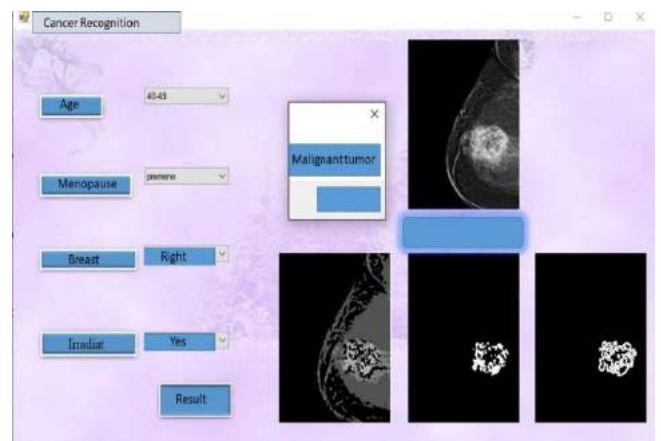 Cancer Recognition
Age
40-49
Menopause
premeno
Breast
Right
Irradiat
Yes
Result
Malignanttumor